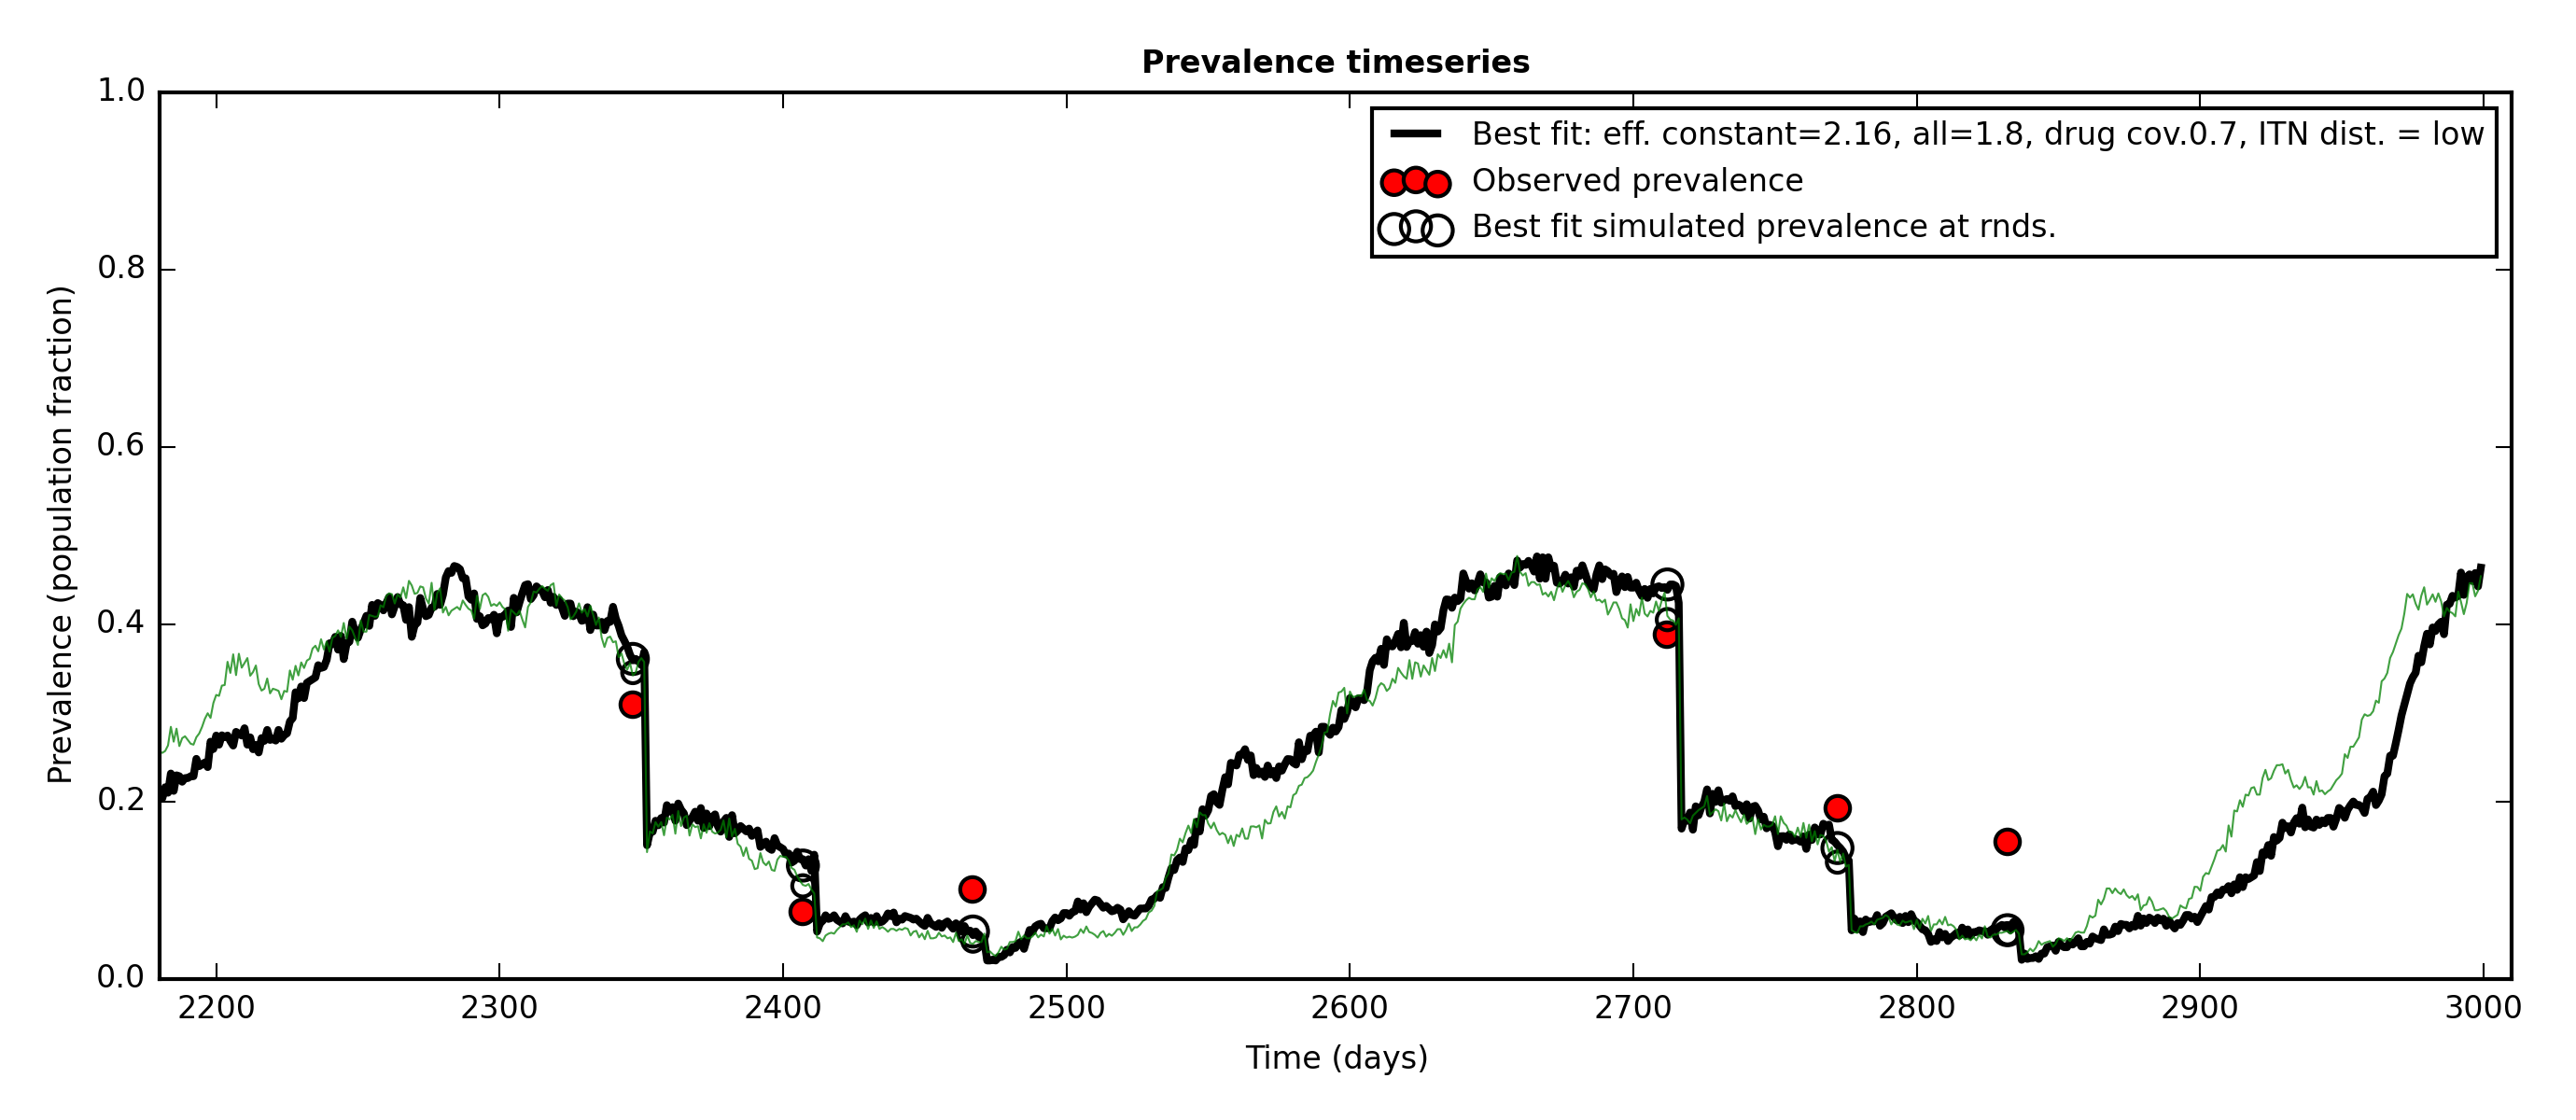 Prevalence timeseries
Best fit: eff. constant=2.16, all=1.8, drug cov.0.7, ITN dist. = low
Observed prevalence
Best fit simulated prevalence at rnds.
Prevalence (population fraction)
1.0
0.8
0.6
0.4
0.2
0.0
2200 2300 2400 2500 2600 2700 2800 2900 3000
Time (days)